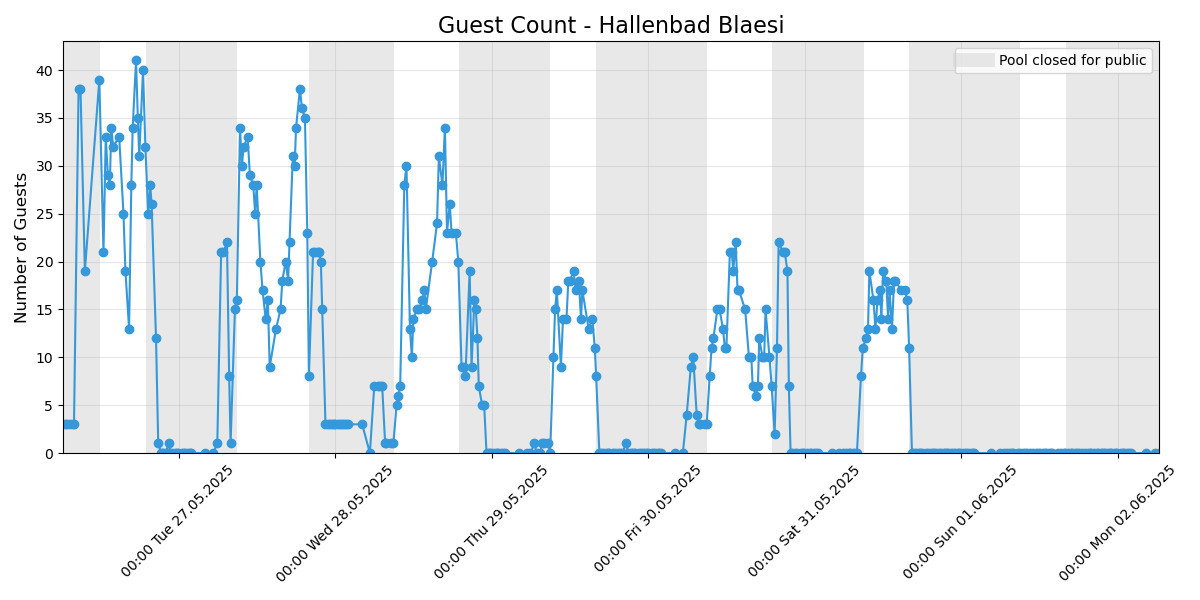 Guest Count - Hallenbad Blaesi
Pool closed for public
Number of Guests
40
35
30
25
20
15
10
5
0
00:00 Tue 27.05.2025
00:00 Wed 28.05.2025
00:00 Thu 29.05.2025
00:00 Fri 30.05.2025
00:00 Sat 31.05.2025
00:00 Sun 01.06.2025
00:00 Mon 02.06.2025